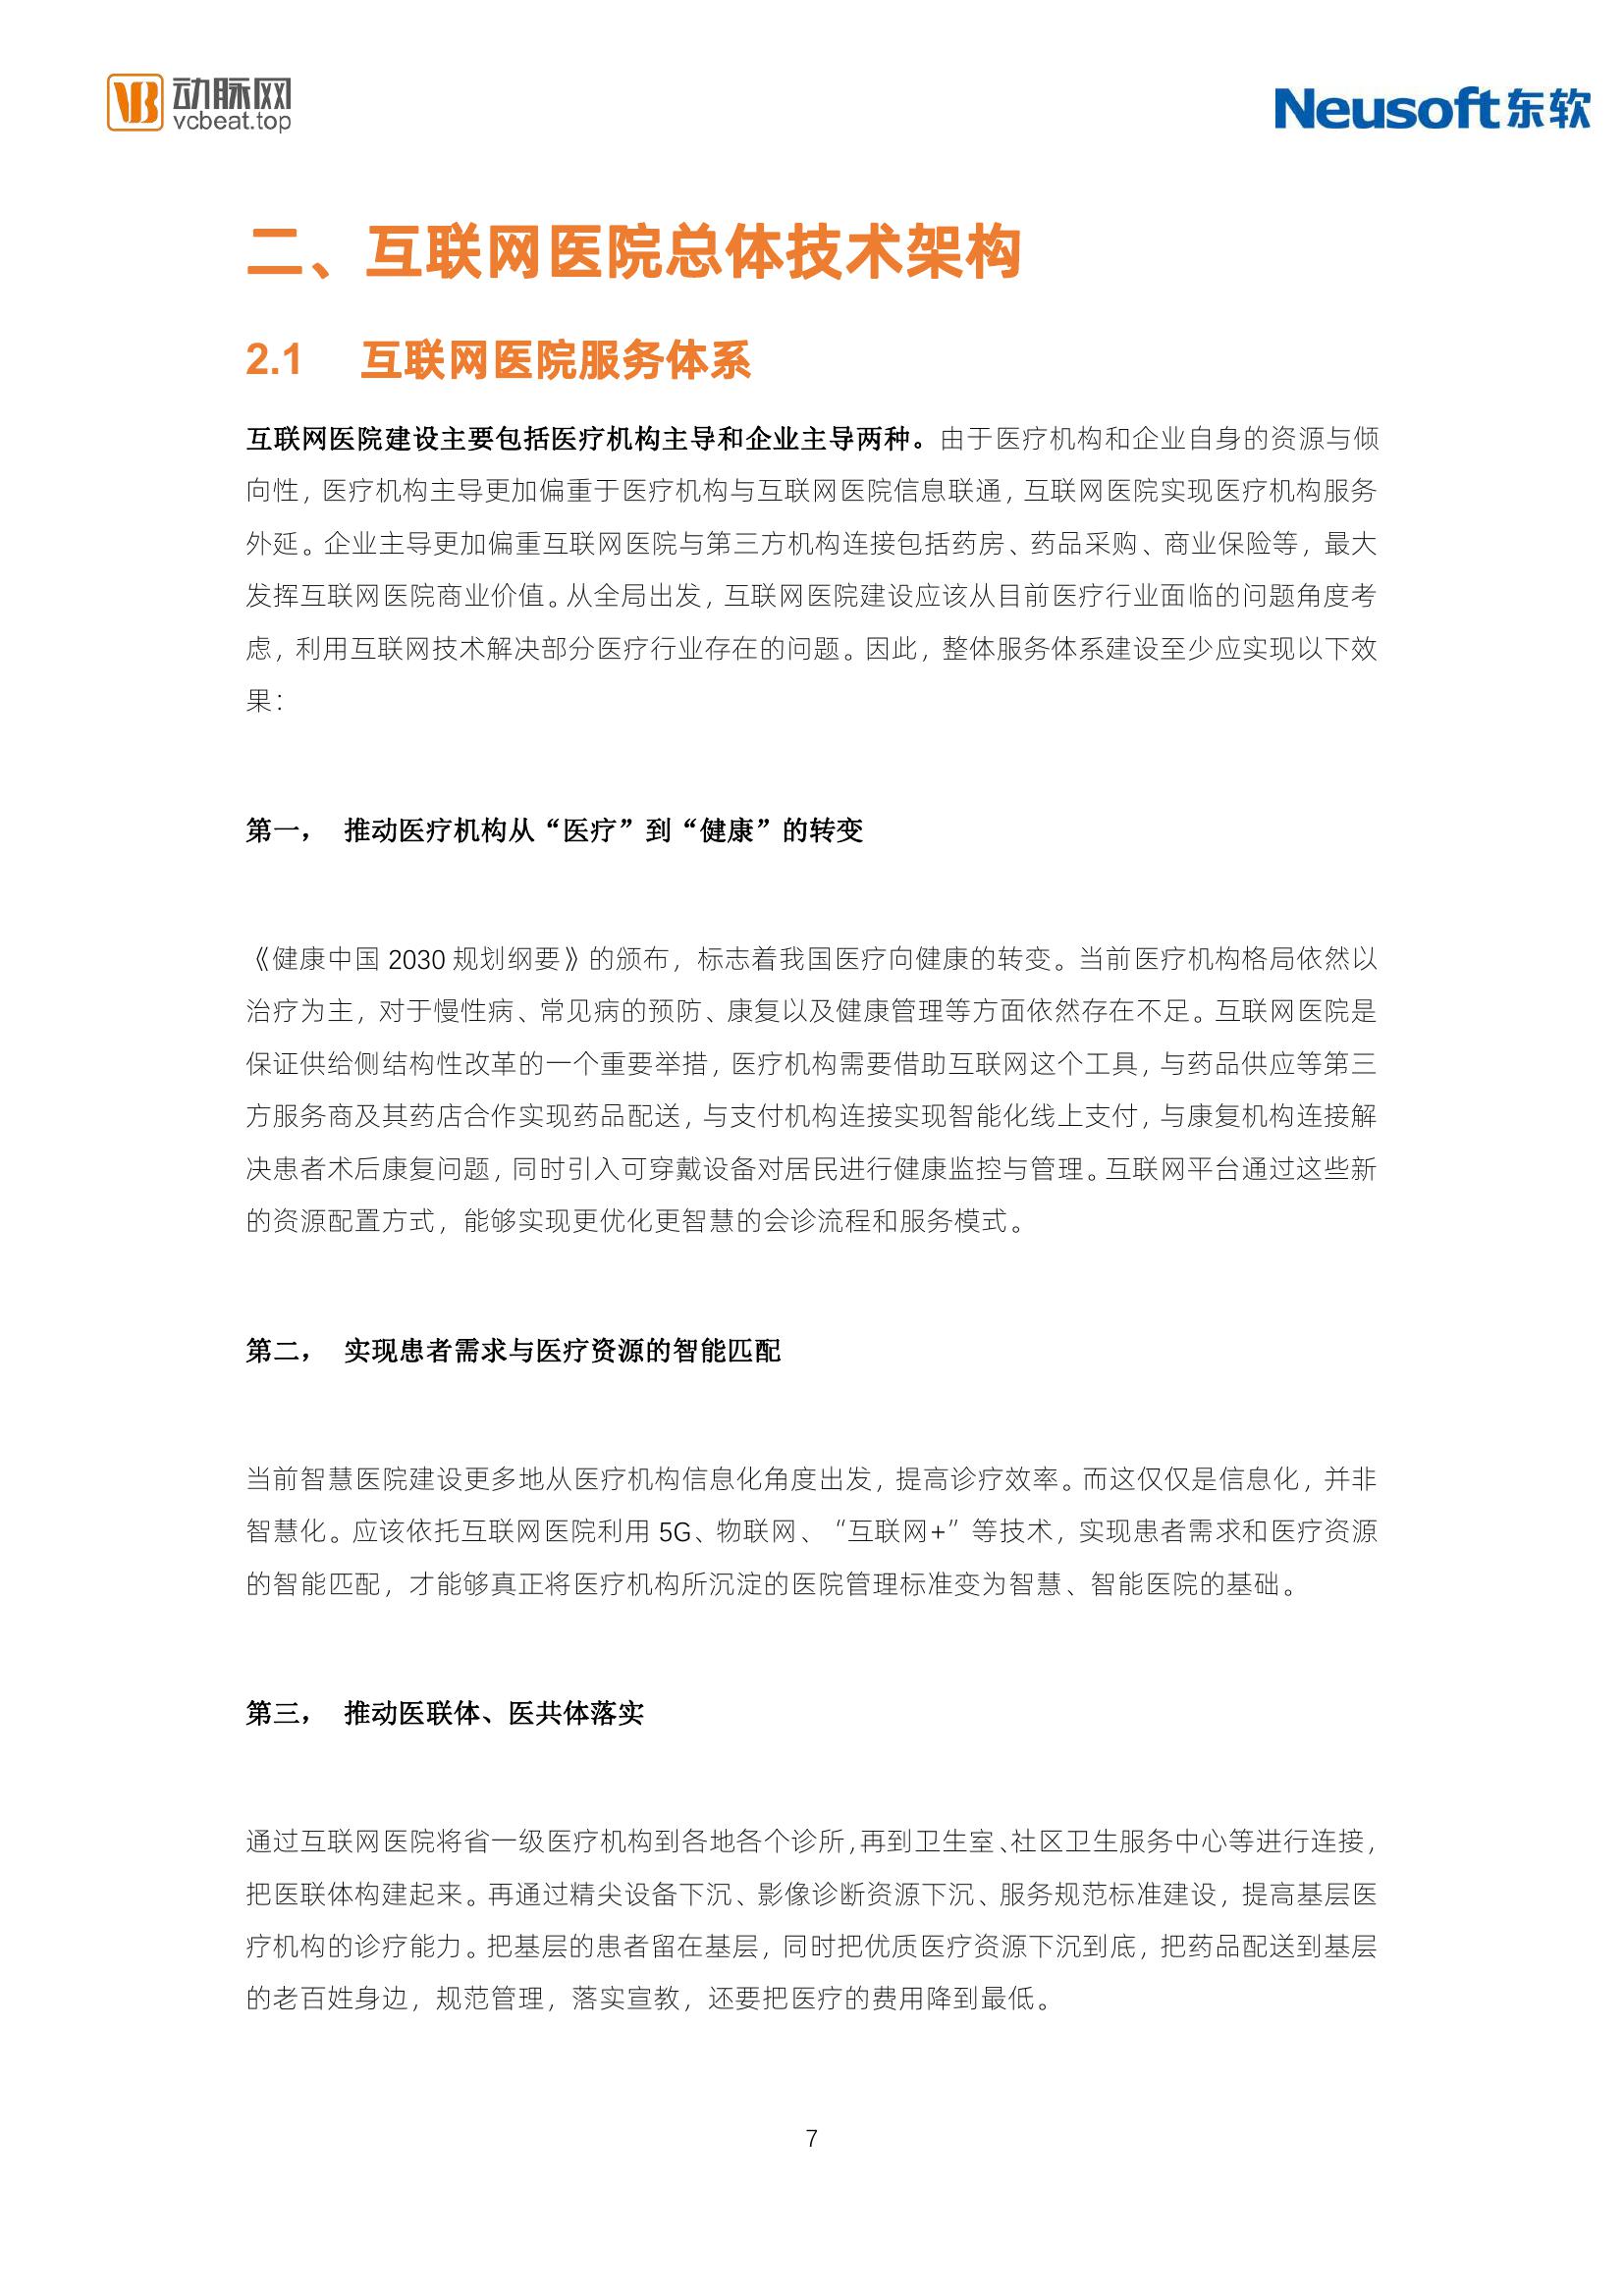 动脉网
vcbeat.top
Neusoft东软
二、互联网医院总体技术架构
2.1 互联网医院服务体系
互联网医院建设主要包括医疗机构主导和企业主导两种。由于医疗机构和企业自身的资源与倾
向性，医疗机构主导更加偏重于医疗机构与互联网医院信息联通，互联网医院实现医疗机构服务
外延。企业主导更加偏重互联网医院与第三方机构连接包括药房、药品采购、商业保险等，最大
发挥互联网医院商业价值。从全局出发，互联网医院建设应该从目前医疗行业面临的问题角度考
虑，利用互联网技术解决部分医疗行业存在的问题。因此，整体服务体系建设至少应实现以下效
果：
第一， 推动医疗机构从“医疗”到“健康”的转变
《健康中国 2030 规划纲要》的颁布，标志着我国医疗向健康的转变。当前医疗机构格局依然以
治疗为主，对于慢性病、常见病的预防、康复以及健康管理等方面依然存在不足。互联网医院是
保证供给侧结构性改革的一个重要举措，医疗机构需要借助互联网这个工具，与药品供应等第三
方服务商及其药店合作实现药品配送，与支付机构连接实现智能化线上支付，与康复机构连接解
决患者术后康复问题，同时引入可穿戴设备对居民进行健康监控与管理。互联网平台通过这些新
的资源配置方式，能够实现更优化更智慧的会诊流程和服务模式。
第二， 实现患者需求与医疗资源的智能匹配
当前智慧医院建设更多地从医疗机构信息化角度出发，提高诊疗效率。而这仅仅是信息化，并非
智慧化。应该依托互联网医院利用 5G、物联网、“互联网+”等技术，实现患者需求和医疗资源
的智能匹配，才能够真正将医疗机构所沉淀的医院管理标准变为智慧、智能医院的基础。
第三， 推动医联体、医共体落实
通过互联网医院将省一级医疗机构到各地各个诊所，再到卫生室、社区卫生服务中心等进行连接，
把医联体构建起来。再通过精尖设备下沉、影像诊断资源下沉、服务规范标准建设，提高基层医
疗机构的诊疗能力。把基层的患者留在基层，同时把优质医疗资源下沉到底，把药品配送到基层
的老百姓身边，规范管理，落实宣教，还要把医疗的费用降到最低。
7